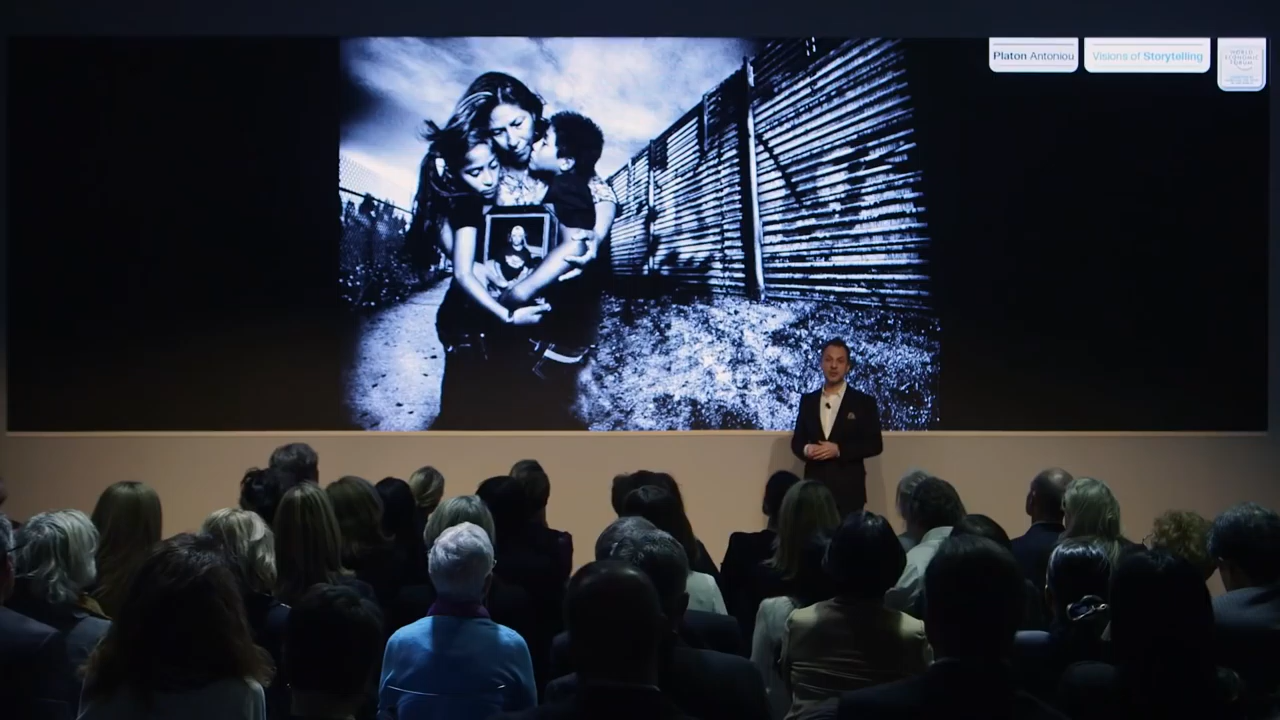 Platon Antoniou
Visions of Storytelling
WORLD
ECONOMIC
FORUM